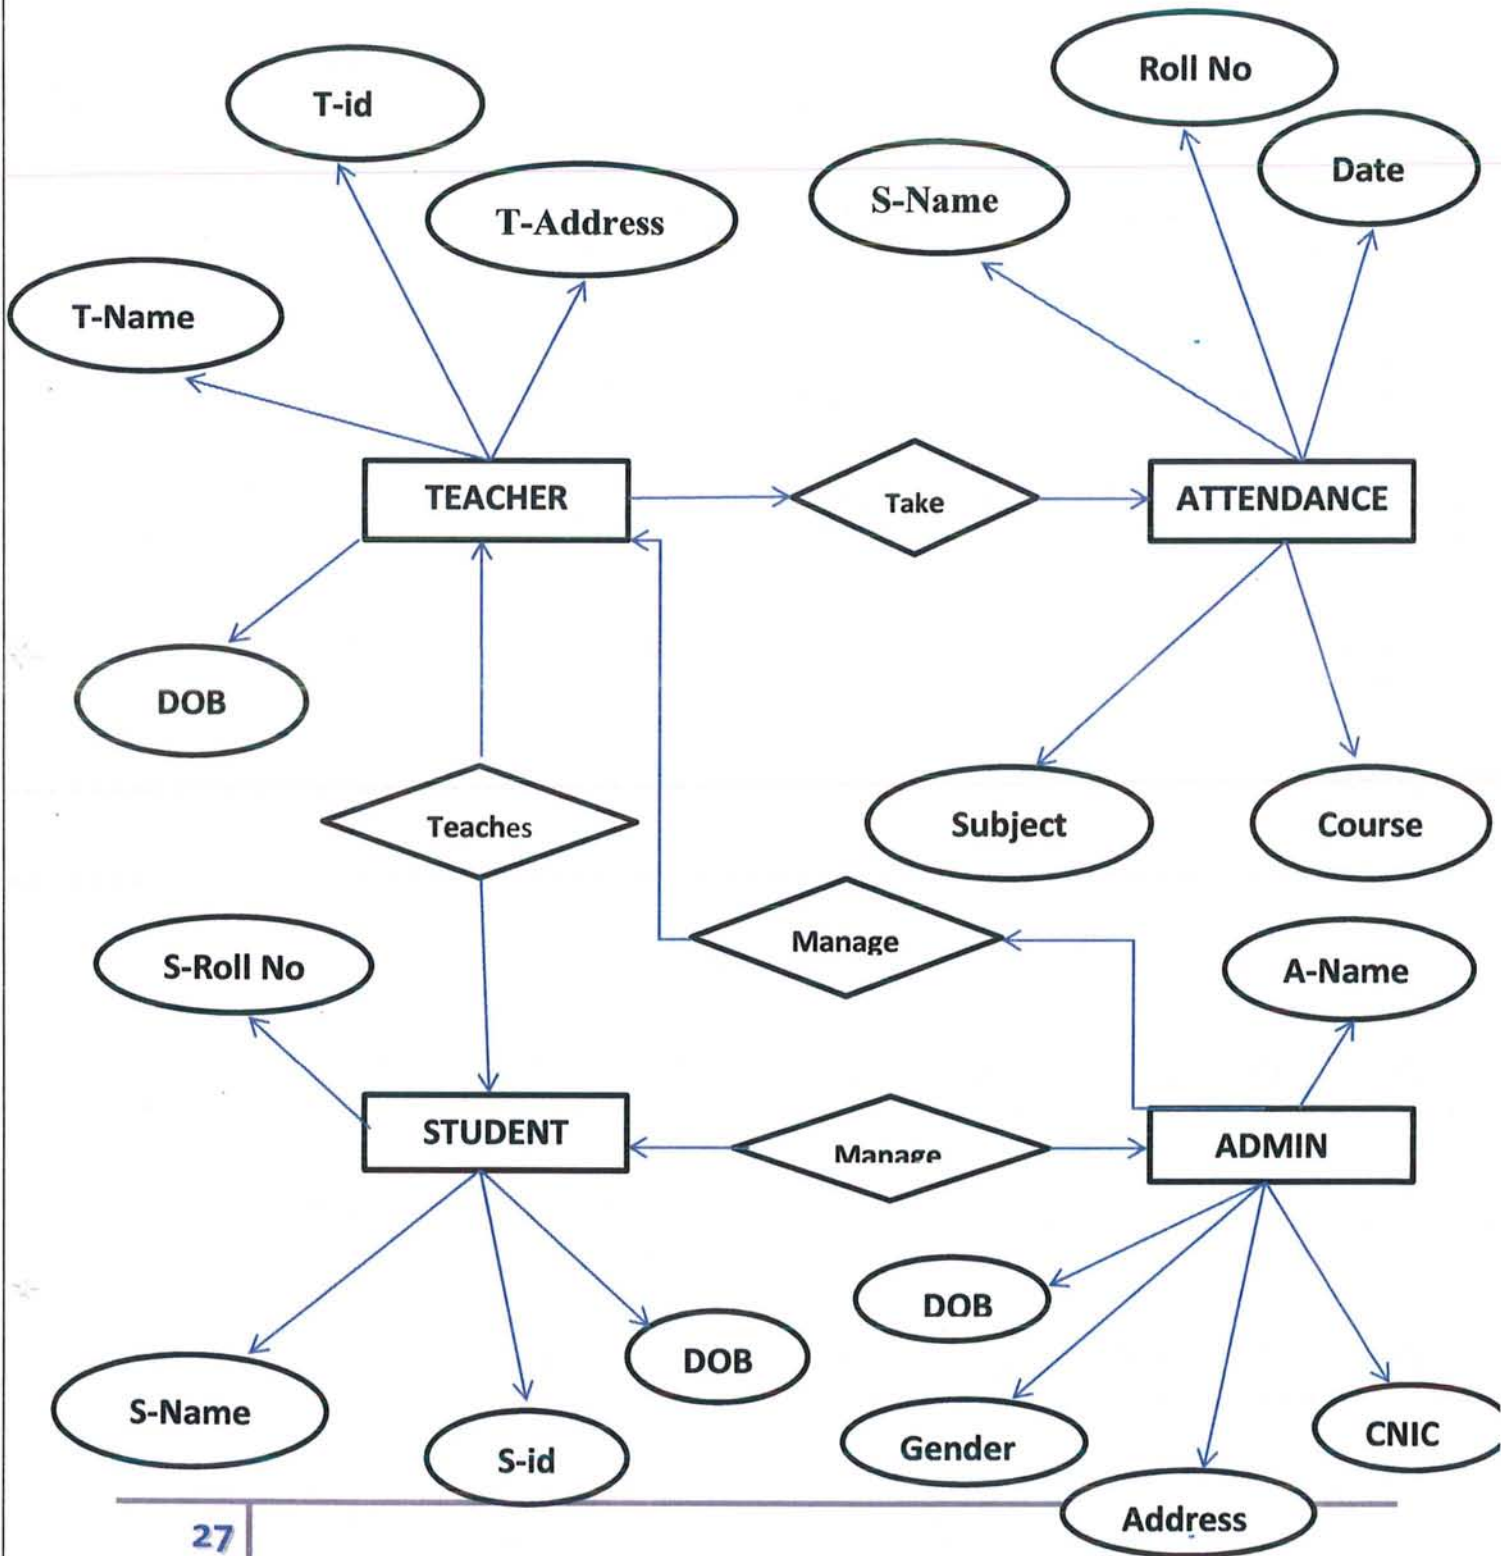 Roll No
T-id
Date
S-Name
T-Address
T-Name
TEACHER
Take
ATTENDANCE
DOB
Teaches
Subject
Course
Manage
S-Roll No
A-Name
STUDENT
Manage
ADMIN
DOB
DOB
S-Name
S-id
Gender
CNIC
Address
27